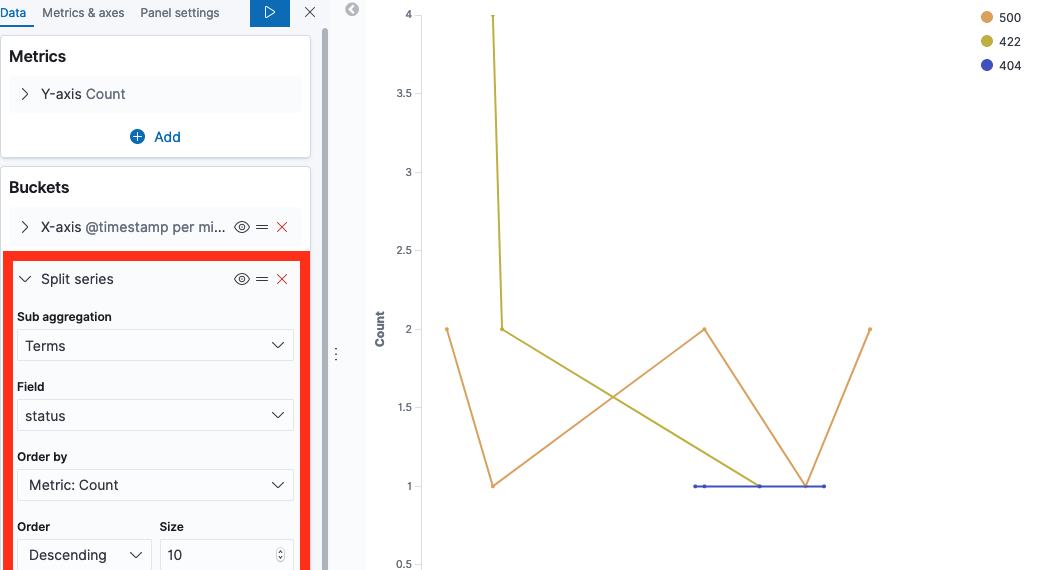 Data Metrics & axes Panel settings
Metrics
Y-axis Count
Add
Buckets
X-axis @timestamp per mi...
Split series
Sub aggregation
Terms
Field
status
Order by
Metric: Count
Order Size
Descending 10
4
3.5
3
2.5
2
1.5
1
0.5
Count
500
422
404